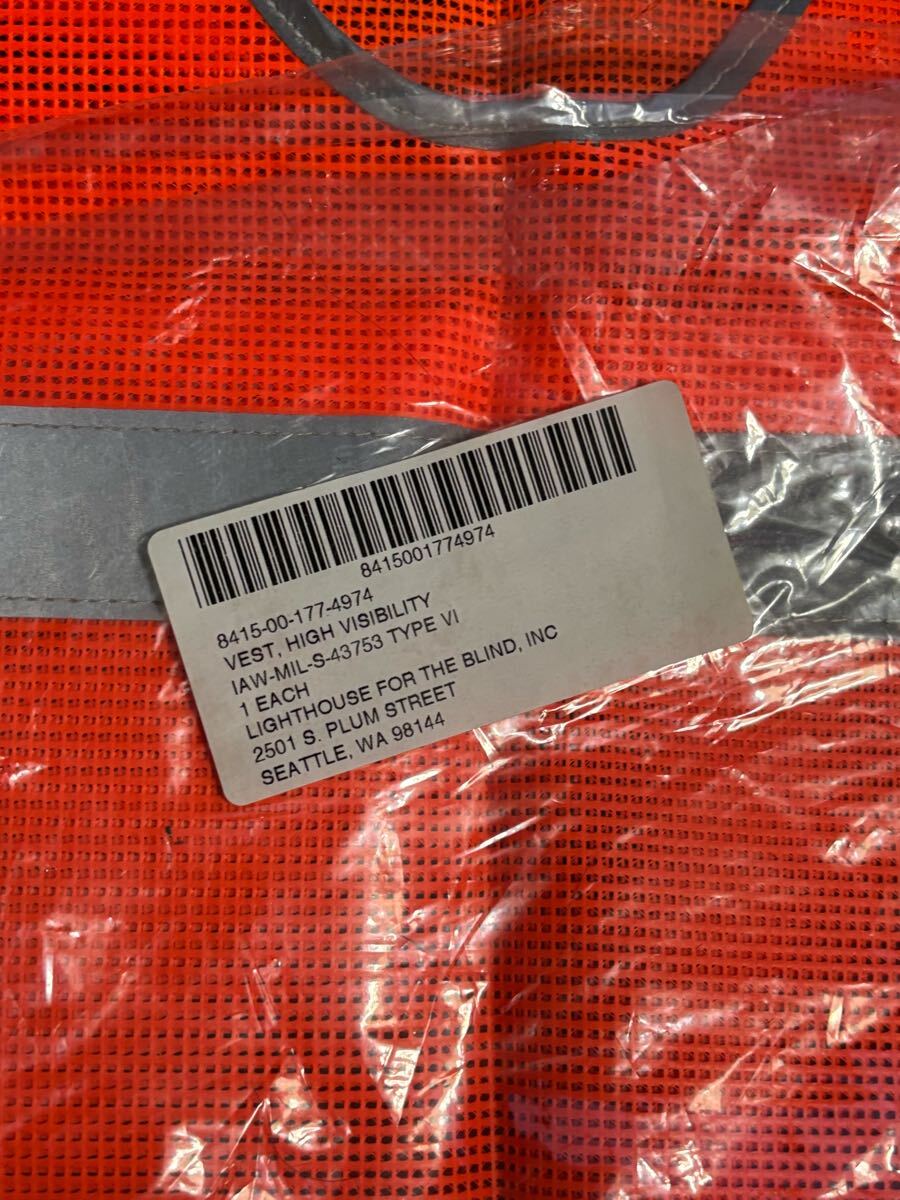 8415001774974
8415-00-177-4974
VEST, HIGH VISIBILITY
IAW-MIL-S-43753 TYPE VI
1 EACH
LIGHTHOUSE FOR THE BLIND, INC
2501 S. PLUM STREET
SEATTLE, WA 98144